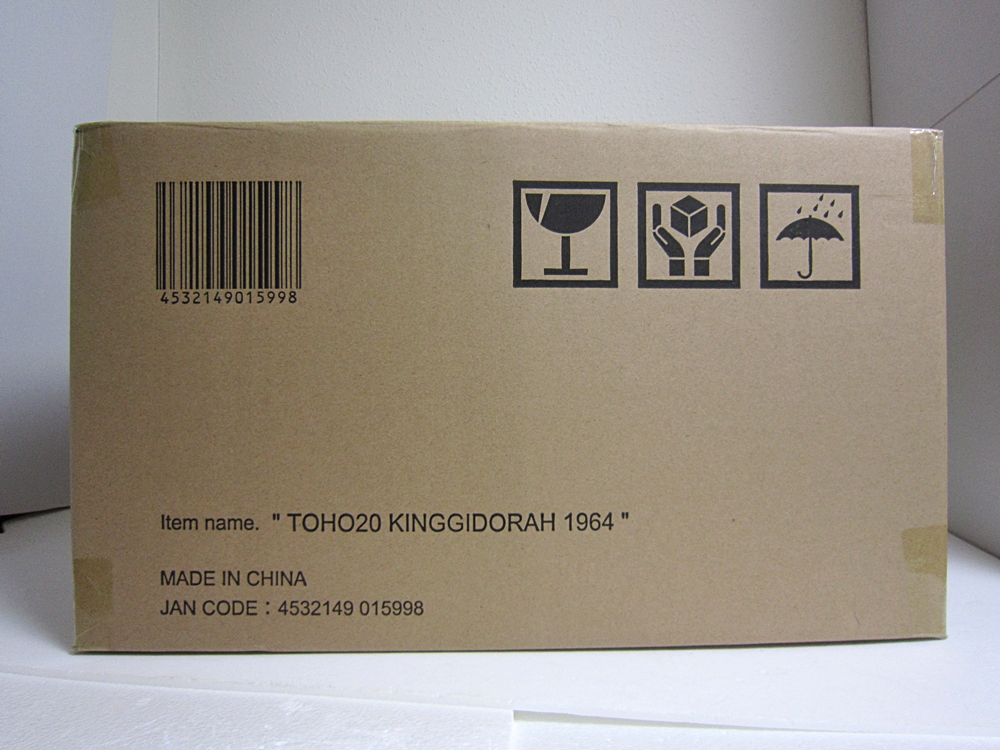 4532149015998
Item name. " TOHO20 KINGGIDORAH 1964 "
MADE IN CHINA
JAN CODE：4532149 015998